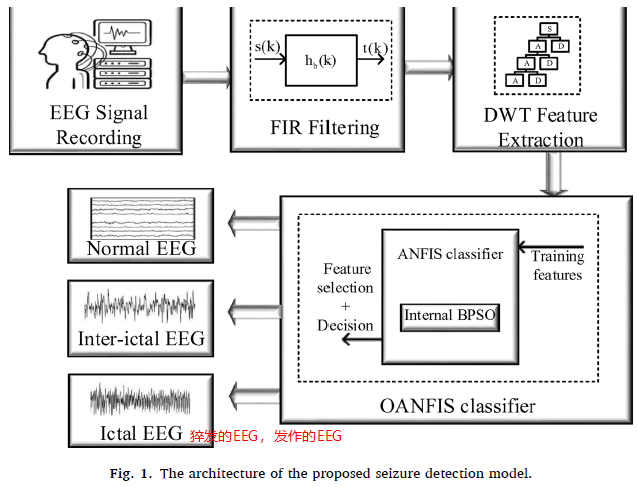 EEG Signal
Recording
s(k)
h_b(k)
t(k)
FIR Filtering
S
A D
A D
A D
DWT Feature
Extraction
Normal EEG
Inter-ictal EEG
Ictal EEG
猝发的EEG，发作的EEG
Feature
selection
+
Decision
ANFIS classifier
Internal BPSO
Training
features
OANFIS classifier
Fig. 1. The architecture of the proposed seizure detection model.